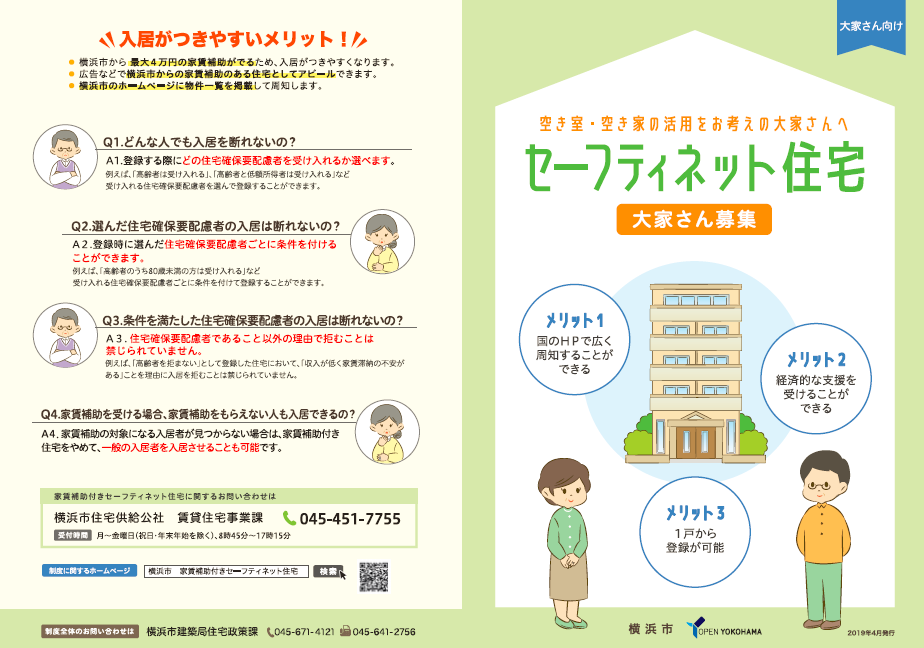 入居がつきやすいメリット！
● 横浜市から 最大４万円の家賃補助がでるため、入居がつきやすくなります。
● 広告などで横浜市からの家賃補助のある住宅としてアピールできます。
● 横浜市のホームページに物件一覧を掲載して周知します。
Q1.どんな人でも入居を断れないの？
A1.登録する際にどの住宅確保要配慮者を受け入れるか選べます。
例えば、「高齢者は受け入れる」、「高齢者と低額所得者は受け入れる」など
受け入れる住宅確保要配慮者を選んで登録することができます。
Q2.選んだ住宅確保要配慮者の入居は断れないの？
A２.登録時に選んだ住宅確保要配慮者ごとに条件を付ける
ことができます。
例えば、「高齢者のうち80歳未満の方は受け入れる」など
受け入れる住宅確保要配慮者ごとに条件を付けて登録することができます。
Q3.条件を満たした住宅確保要配慮者の入居は断れないの？
A３. 住宅確保要配慮者であること以外の理由で拒むことは
禁じられていません。
例えば、「高齢者を拒まない」として登録した住宅において、「収入が低く家賃滞納の不安が
ある」ことを理由に入居を拒むことは禁じられていません。
Q4.家賃補助を受ける場合、家賃補助をもらえない人も入居できるの？
A4. 家賃補助の対象になる入居者が見つからない場合は、家賃補助付き
住宅をやめて、一般の入居者を入居させることも可能です。
家賃補助付きセーフティネット住宅に関するお問い合わせは
横浜市住宅供給公社　賃貸住宅事業課 045-451-7755
受付時間 月～金曜日（祝日・年末年始を除く）、8時45分～17時15分
制度に関するホームページ 横浜市　家賃補助付きセーフティネット住宅 検索
制度全体のお問い合わせは 横浜市建築局住宅政策課 045-671-4121 045-641-2756
大家さん向け
空き室・空き家の活用をお考えの大家さんへ
セーフティネット住宅
大家さん募集
メリット1
国のＨＰで広く
周知することが
できる
メリット2
経済的な支援を
受けることが
できる
メリット3
１戸から
登録が可能
横浜市 OPEN YOKOHAMA
2019年4月発行